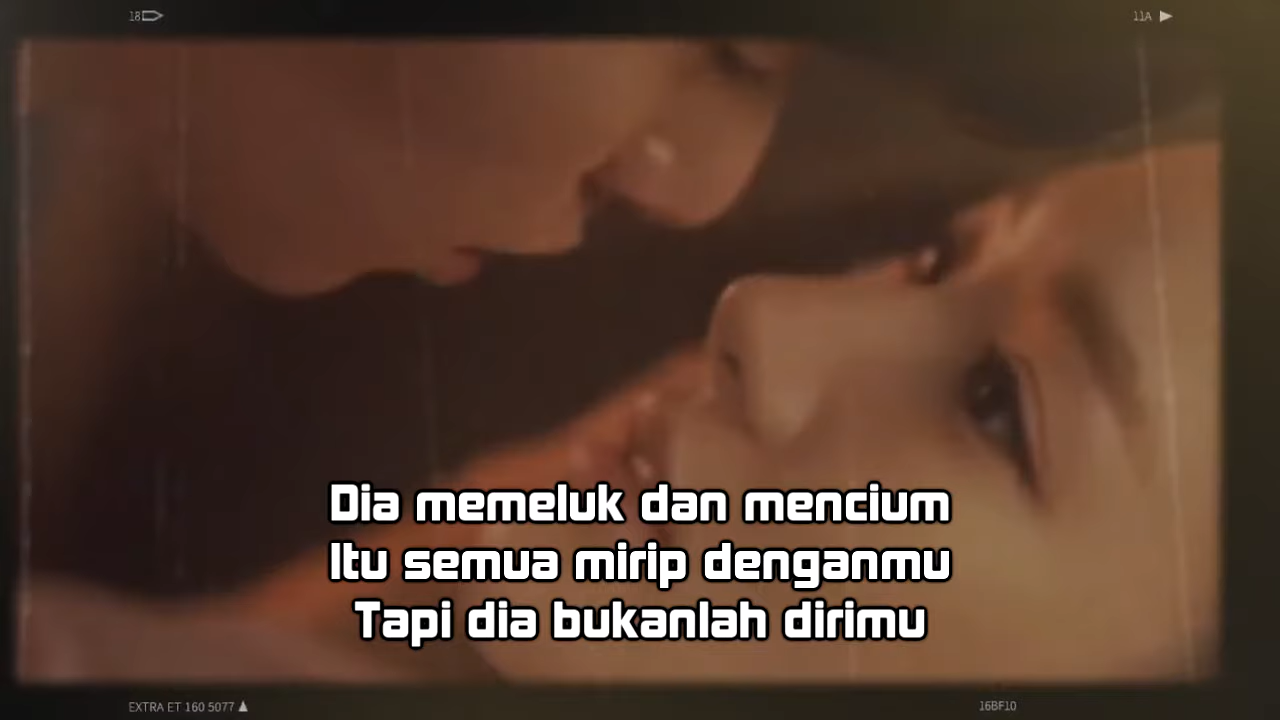 18
11A
Dia memeluk dan mencium
Itu semua mirip denganmu
Tapi dia bukanlah dirimu
EXTRA ET 160 5077
16BF10